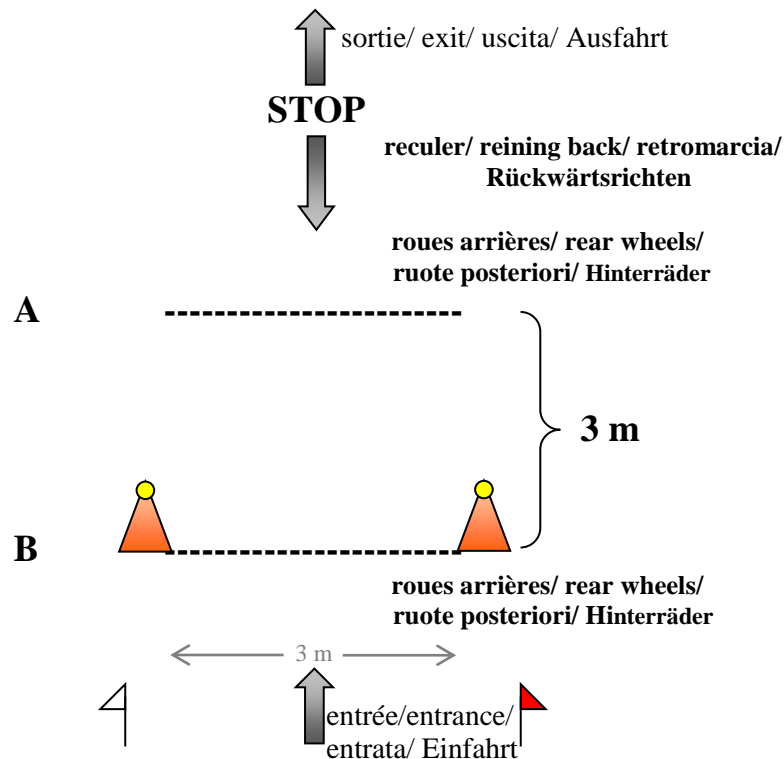 sortie/ exit/ uscita/ Ausfahrt
STOP
reculer/ reining back/ retromarcia/
Rückwärtsrichten
roues arrières/ rear wheels/
ruote posteriori/ Hinterräder
A
3 m
B
roues arrières/ rear wheels/
ruote posteriori/ Hinterräder
3 m
entrée/entrance/
entrata/ Einfahrt